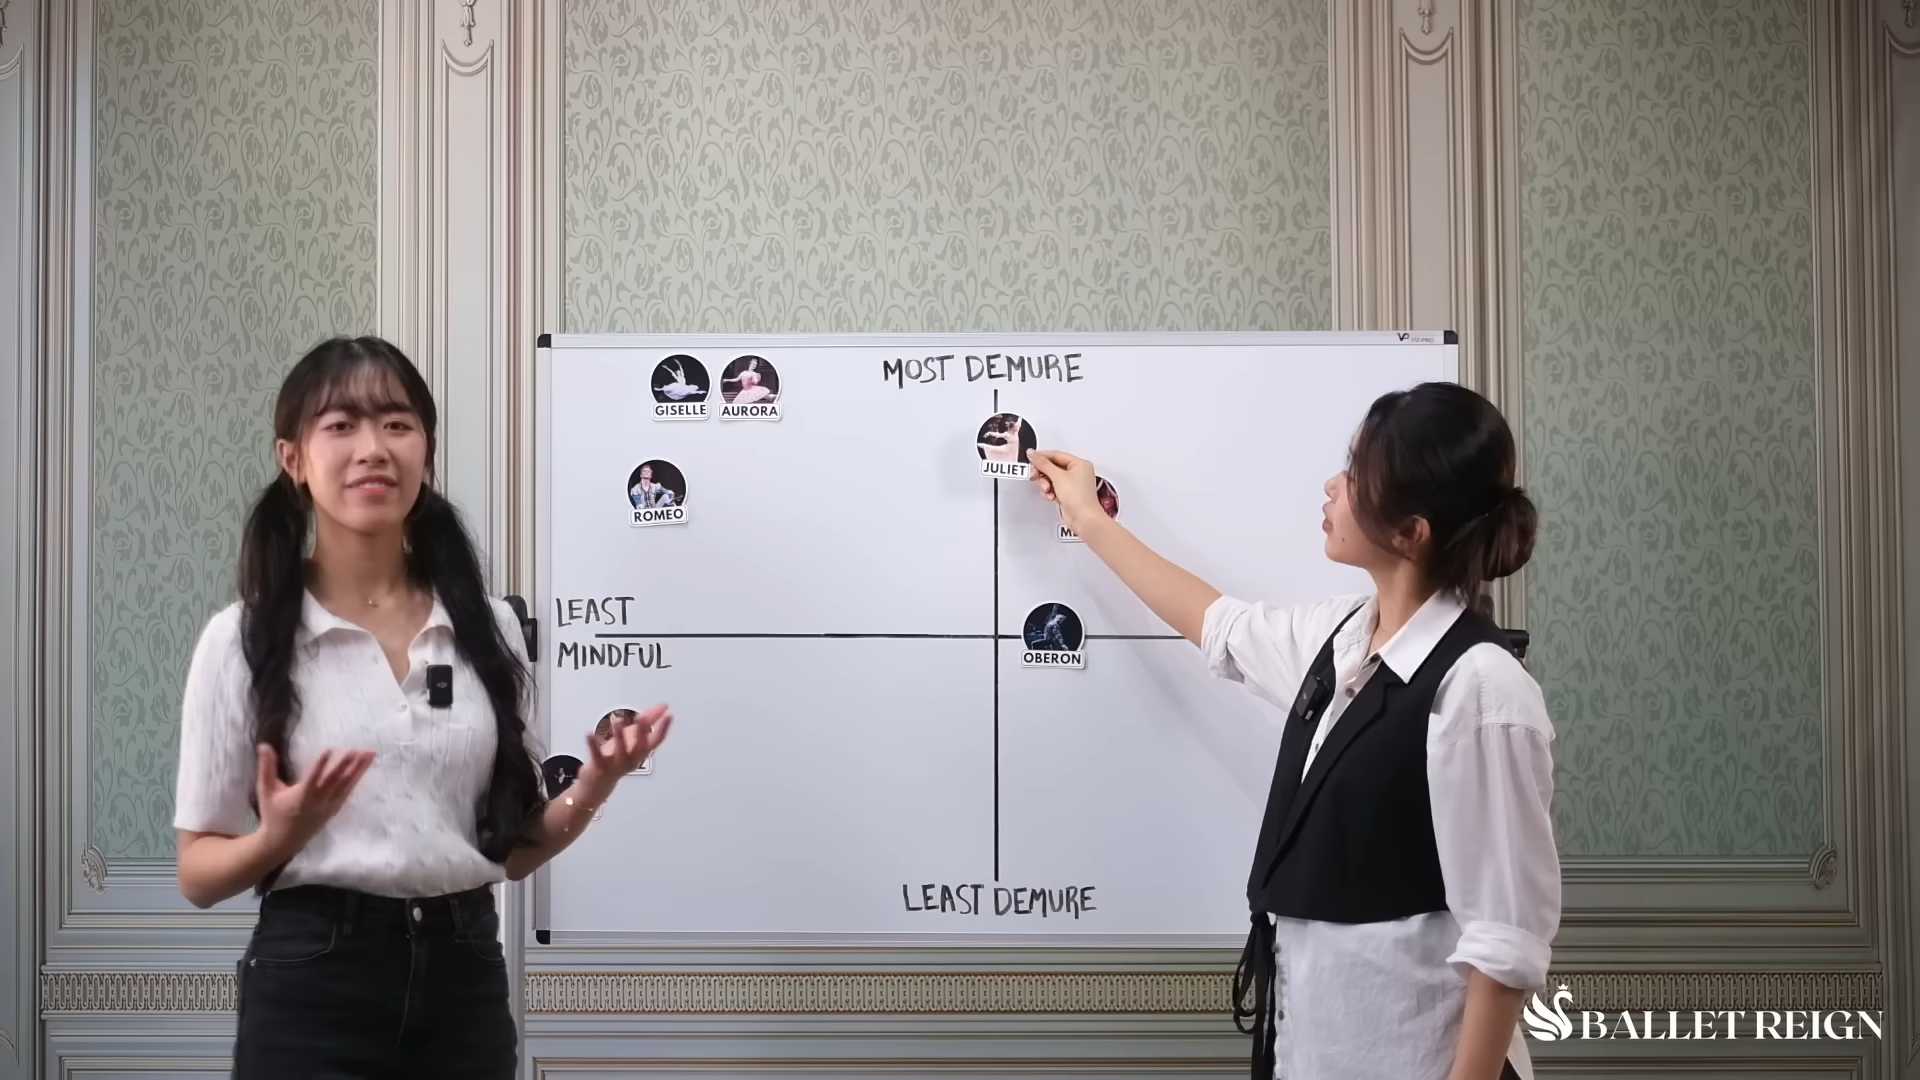 MOST DEMURE
GISELLE
AURORA
JULIET
ROMEO
LEAST
MINDFUL
OBERON
LEAST DEMURE
BALLET REIGN